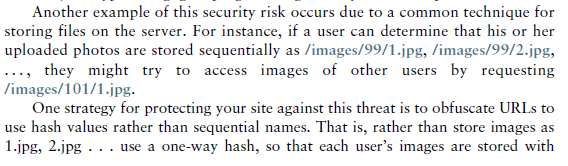 Another example of this security risk occurs due to a common technique for
storing files on the server. For instance, if a user can determine that his or her
uploaded photos are stored sequentially as /images/99/1.jpg, /images/99/2.jpg,
..., they might try to access images of other users by requesting
/images/101/1.jpg.
One strategy for protecting your site against this threat is to obfuscate URLs to
use hash values rather than sequential names. That is, rather than store images as
1.jpg, 2.jpg . . . use a one-way hash, so that each user's images are stored with